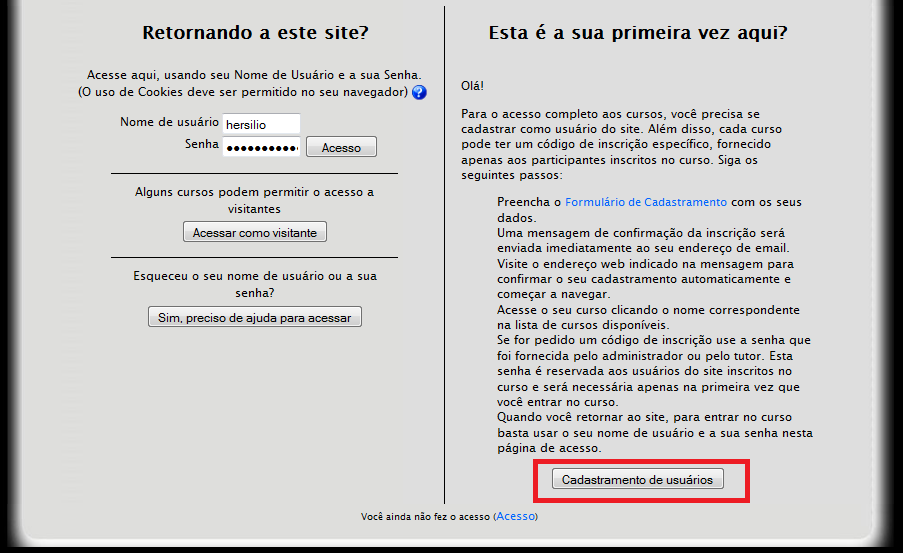 Retornando a este site?
Acesse aqui, usando seu Nome de Usuário e a sua Senha.
(O uso de Cookies deve ser permitido no seu navegador) ?
Nome de usuário hersilio
Senha ●●●●●●●●●●● Acesso
Alguns cursos podem permitir o acesso a
visitantes
Acessar como visitante
Esqueceu o seu nome de usuário ou a sua
senha?
Sim, preciso de ajuda para acessar
Esta é a sua primeira vez aqui?
Olá!
Para o acesso completo aos cursos, você precisa se
cadastrar como usuário do site. Além disso, cada curso
pode ter um código de inscrição específico, fornecido
apenas aos participantes inscritos no curso. Siga os
seguintes passos:
Preencha o Formulário de Cadastramento com os seus
dados.
Uma mensagem de confirmação da inscrição será
enviada imediatamente ao seu endereço de email.
Visite o endereço web indicado na mensagem para
confirmar o seu cadastramento automaticamente e
começar a navegar.
Acesse o seu curso clicando o nome correspondente
na lista de cursos disponíveis.
Se for pedido um código de inscrição use a senha que
foi fornecida pelo administrador ou pelo tutor. Esta
senha é reservada aos usuários do site inscritos no
curso e será necessária apenas na primeira vez que
você entrar no curso.
Quando você retornar ao site, para entrar no curso
basta usar o seu nome de usuário e a sua senha nesta
página de acesso.
Cadastramento de usuários
Você ainda não fez o acesso (Acesso)